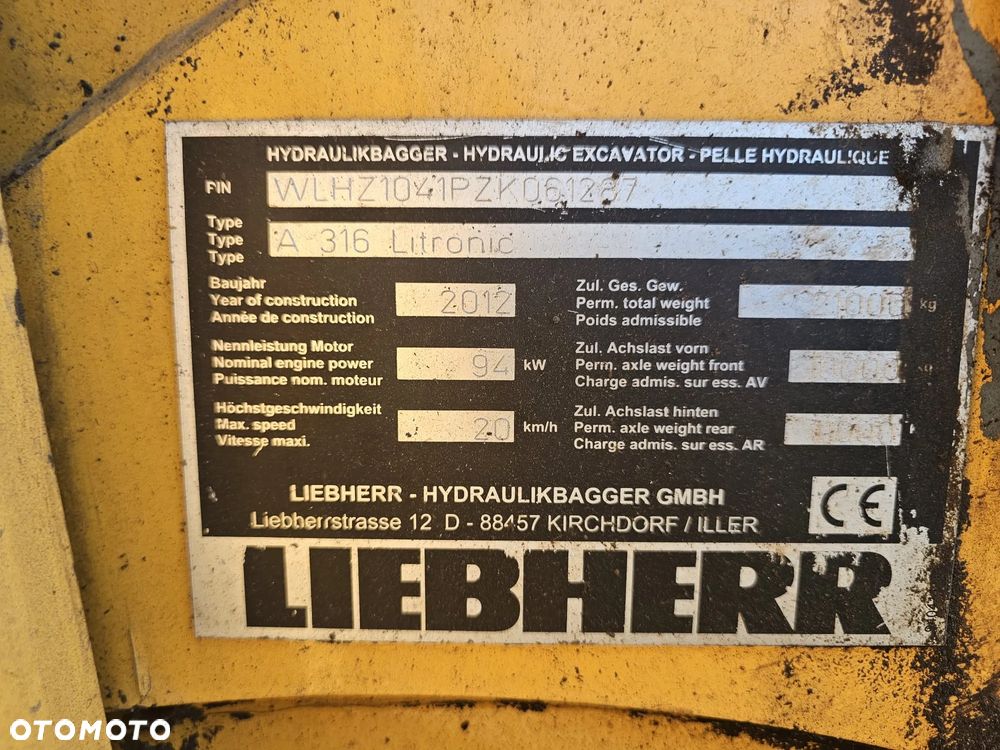 HYDRAULIKBAGGER - HYDRAULIC EXCAVATOR - PELLE HYDRAULIQUE
FIN WLHZ1041PZK061287
Type
Type A 316 Litronic
Type
Baujahr
Year of construction 2012
Année de construction
Zul. Ges. Gew.
Perm. total weight 21000 kg
Poids admissible
Nennleistung Motor
Nominal engine power 94 kW
Puissance nom. moteur
Zul. Achslast vorn
Perm. axle weight front kg
Charge admis. sur ess. AV
Höchstgeschwindigkeit
Max. speed 20 km/h
Vitesse maxi.
Zul. Achslast hinten
Perm. axle weight rear
Charge admis. sur ess. AR
LIEBHERR - HYDRAULIKBAGGER GMBH
Liebherrstrasse 12 D - 88457 KIRCHDORF / ILLER
CE
LIEBHERR
OTOMOTO